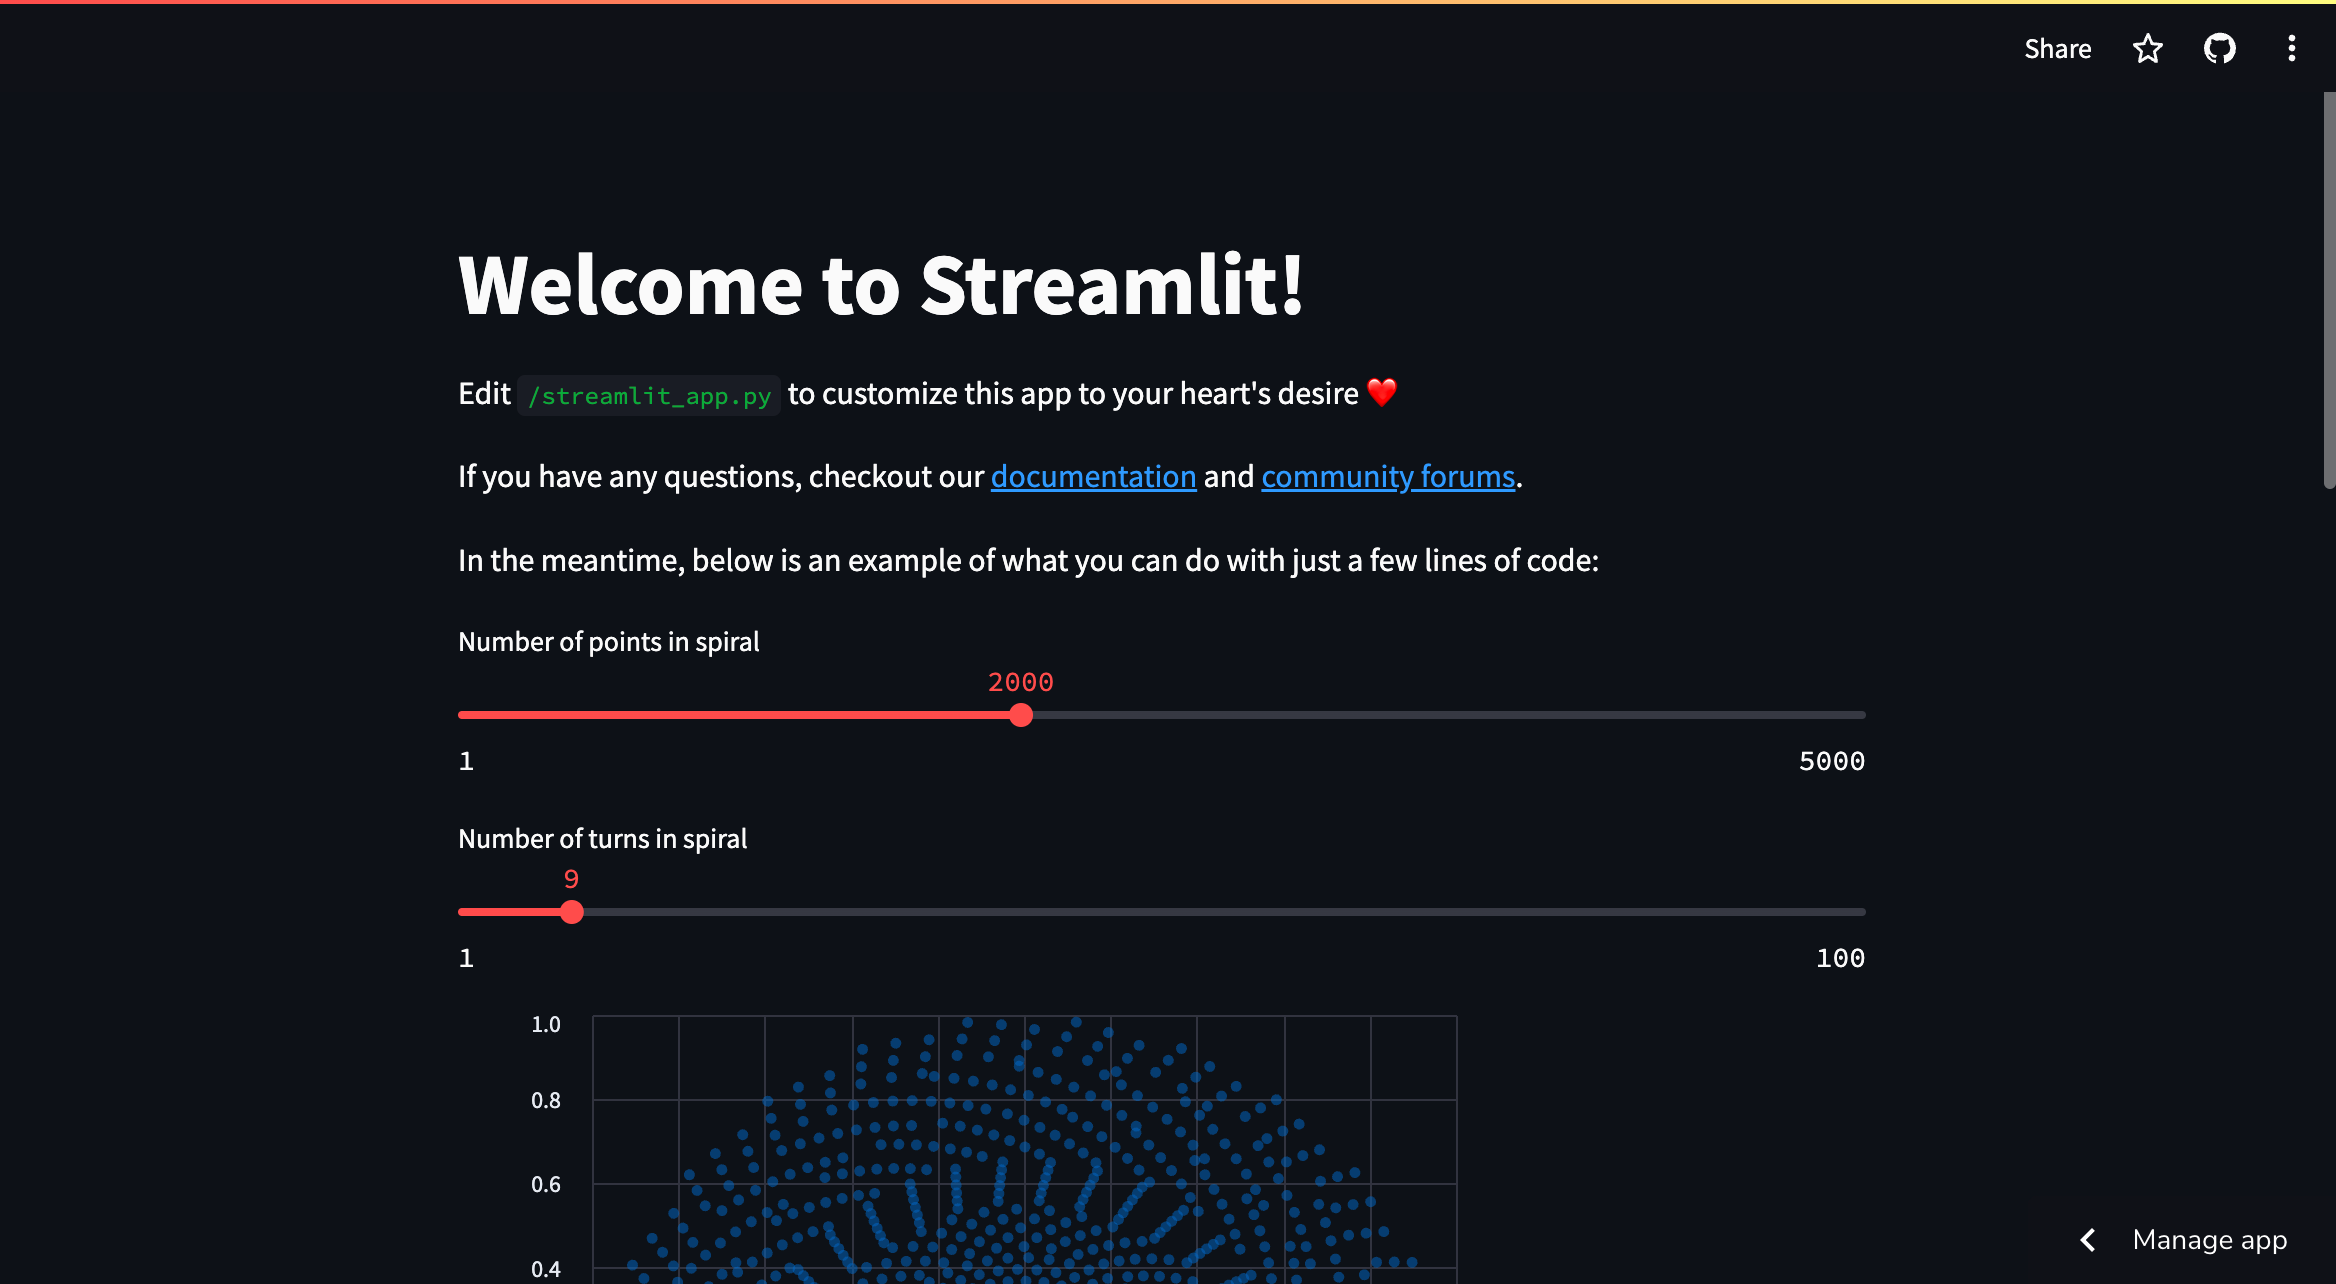 Share
Welcome to Streamlit!
Edit /streamlit_app.py to customize this app to your heart's desire ❤️
If you have any questions, checkout our documentation and community forums.
In the meantime, below is an example of what you can do with just a few lines of code:
Number of points in spiral
2000
1 5000
Number of turns in spiral
9
1 100
1.0
0.8
0.6
0.4
Manage app